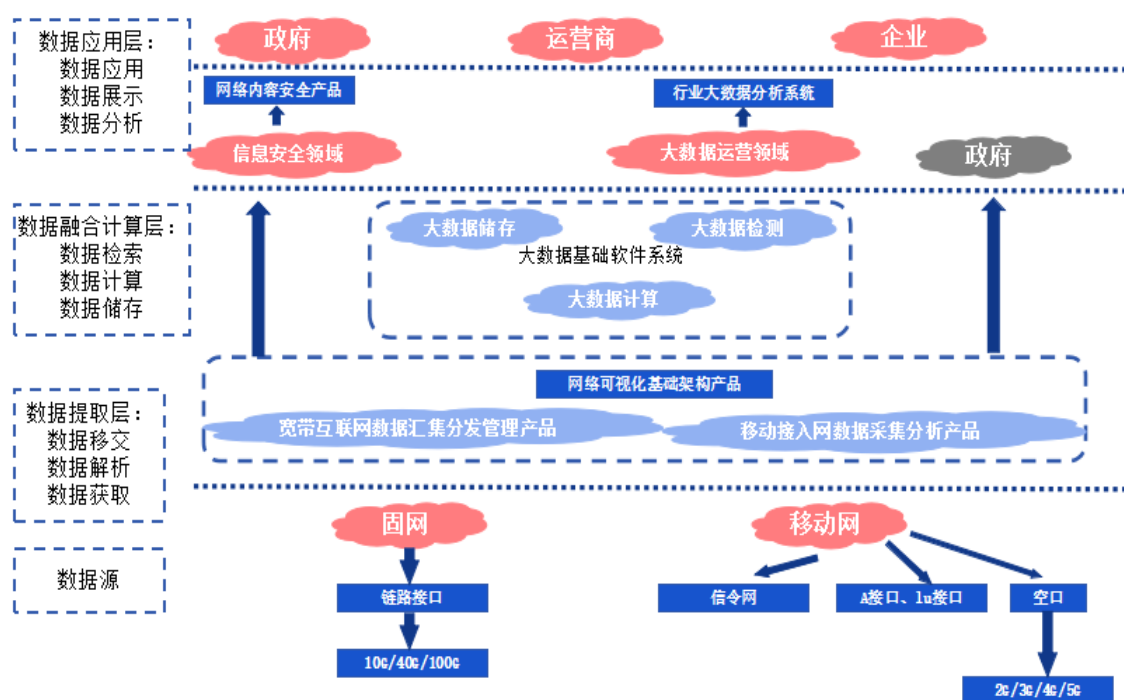 数据应用层：
数据应用
数据展示
数据分析
政府
运营商
企业
网络内容安全产品
行业大数据分析系统
信息安全领域
大数据运营领域
政府
数据融合计算层：
数据检索
数据计算
数据储存
大数据储存
大数据检测
大数据基础软件系统
大数据计算
数据提取层：
数据移交
数据解析
数据获取
网络可视化基础架构产品
宽带互联网数据汇集分发管理产品
移动接入网数据采集分析产品
数据源
固网
移动网
链路接口
信令网
A接口、lu接口
空口
10G/40G/100G
2G/3G/4G/5G